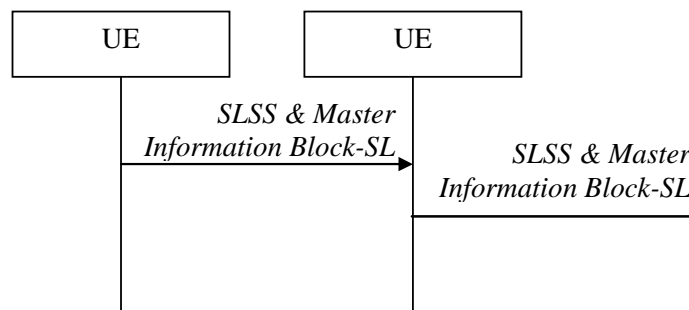 UE
UE
SLSS & Master
Information Block-SL
SLSS & Master
Information Block-SL